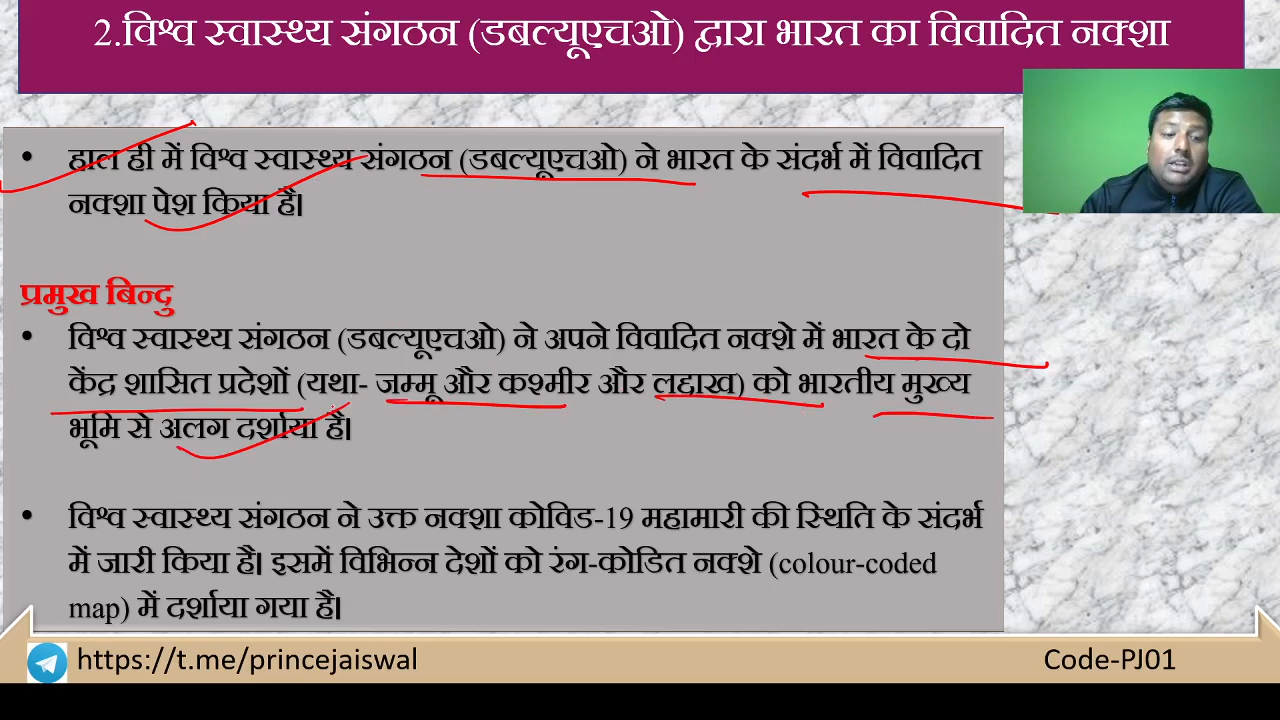 2.विश्व स्वास्थ्य संगठन (डबल्यूएचओ) द्वारा भारत का विवादित नक्शा
• हाल ही में विश्व स्वास्थ्य संगठन (डबल्यूएचओ) ने भारत के संदर्भ में विवादित
नक्शा पेश किया है।
प्रमुख बिन्दु
• विश्व स्वास्थ्य संगठन (डबल्यूएचओ) ने अपने विवादित नक्शे में भारत के दो
केंद्र शासित प्रदेशों (यथा- जम्मू और कश्मीर और लद्दाख) को भारतीय मुख्य
भूमि से अलग दर्शाया है।
• विश्व स्वास्थ्य संगठन ने उक्त नक्शा कोविड-19 महामारी की स्थिति के संदर्भ
में जारी किया है। इसमें विभिन्न देशों को रंग-कोडित नक्शे (colour-coded
map) में दर्शाया गया है।
https://t.me/princejaiswal
Code-PJ01